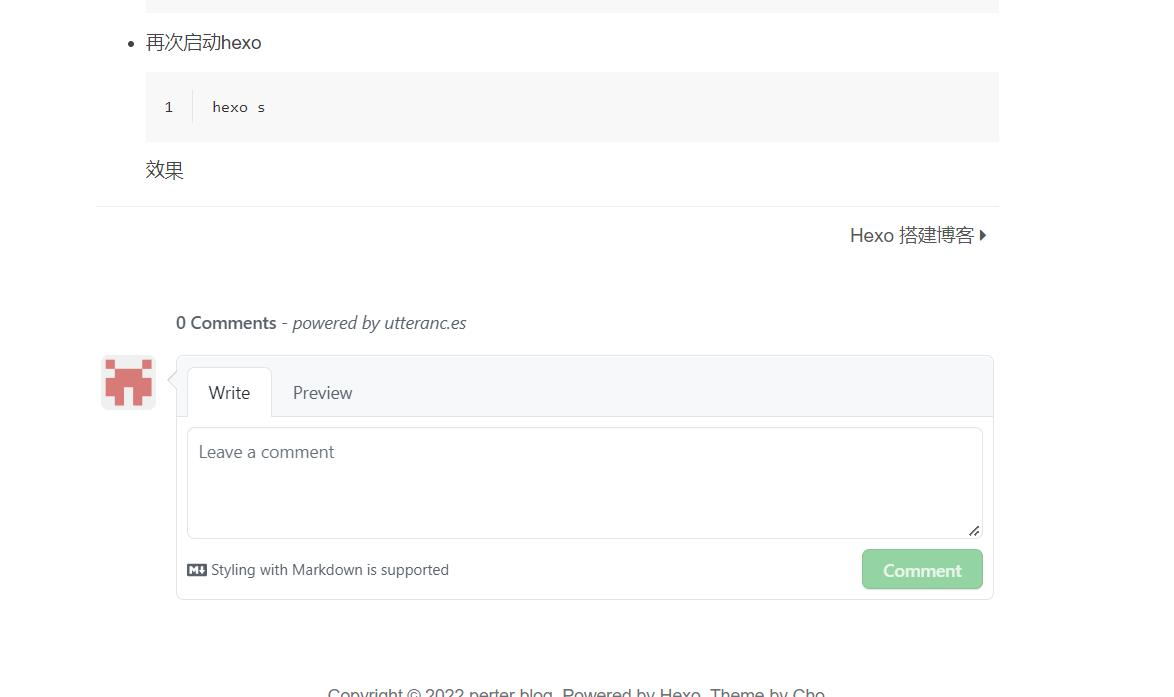 再次启动hexo
1 hexo s
效果
Hexo 搭建博客
0 Comments - powered by utteranc.es
Write Preview
Leave a comment
Styling with Markdown is supported
Comment
Copyright © 2022 perter blog. Powered by Hexo. Theme by Cho.